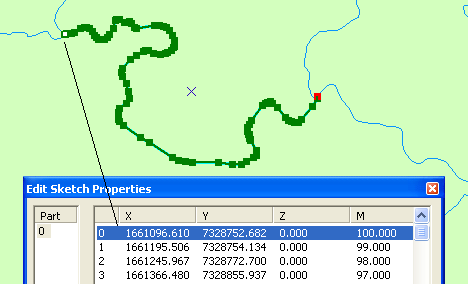 Edit Sketch Properties
Part X Y Z M
0 0 1661096.610 7328752.682 0.000 100.000
1 1661195.506 7328754.134 0.000 99.000
2 1661245.967 7328772.700 0.000 98.000
3 1661366.480 7328855.937 0.000 97.000